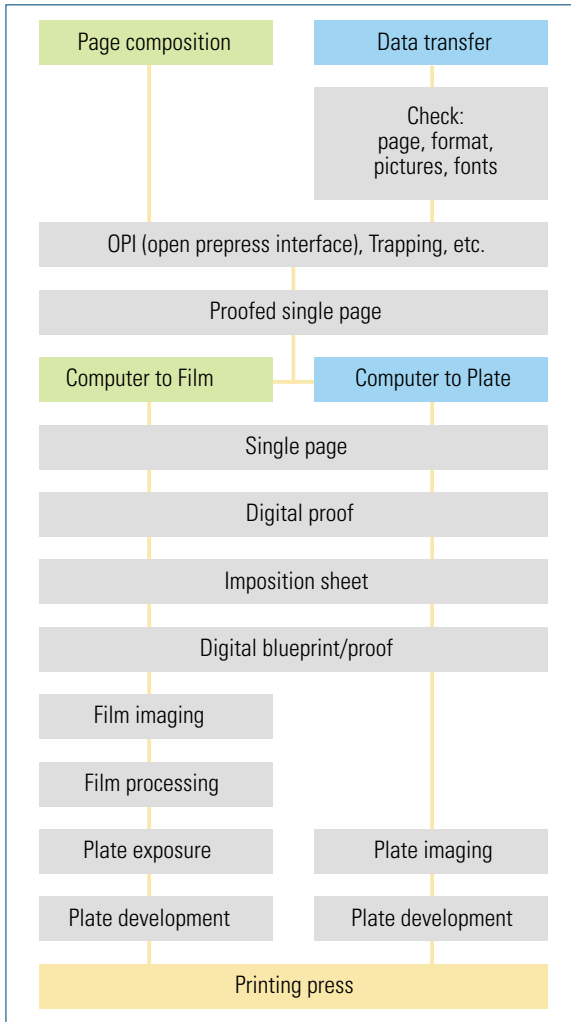 Page composition
Data transfer
Check:
page, format,
pictures, fonts
OPI (open prepress interface), Trapping, etc.
Proofed single page
Computer to Film
Computer to Plate
Single page
Digital proof
Imposition sheet
Digital blueprint/proof
Film imaging
Film processing
Plate exposure
Plate imaging
Plate development
Plate development
Printing press